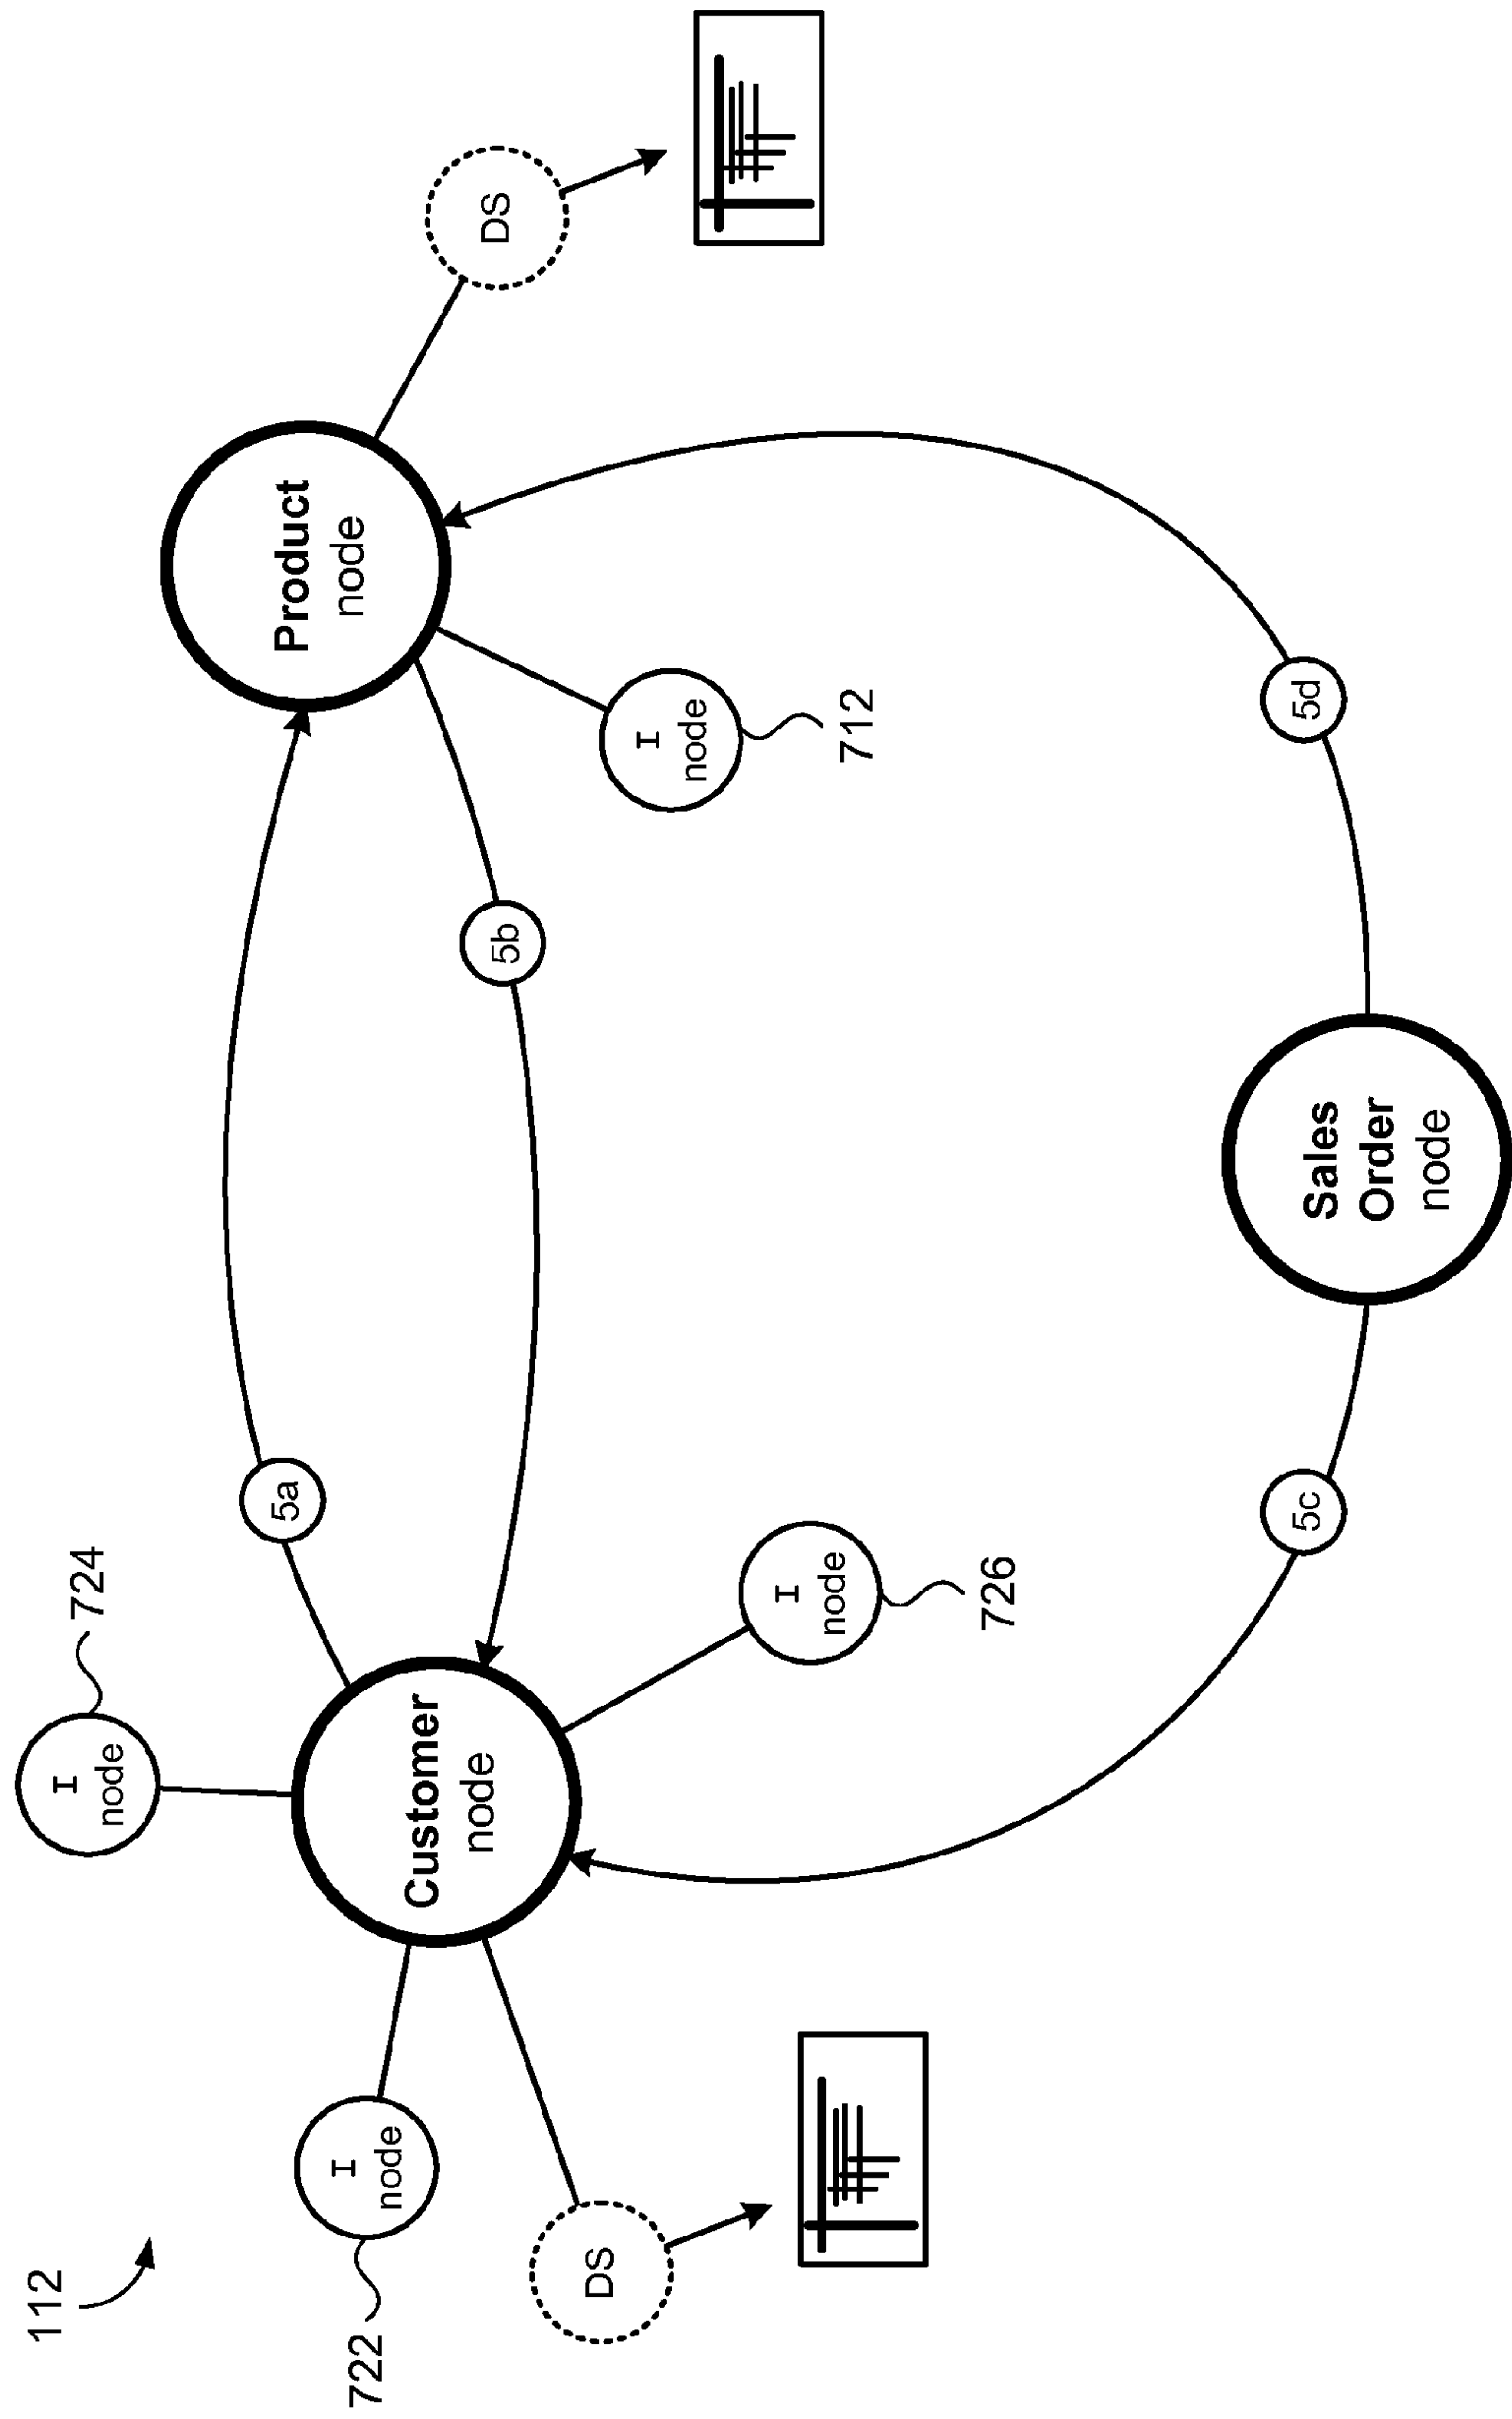 112
722
I
node
724
I
node
DS
Customer
node
5a
I
node
726
5b
Product
node
I
node
712
DS
5c
Sales
Order
node
5d